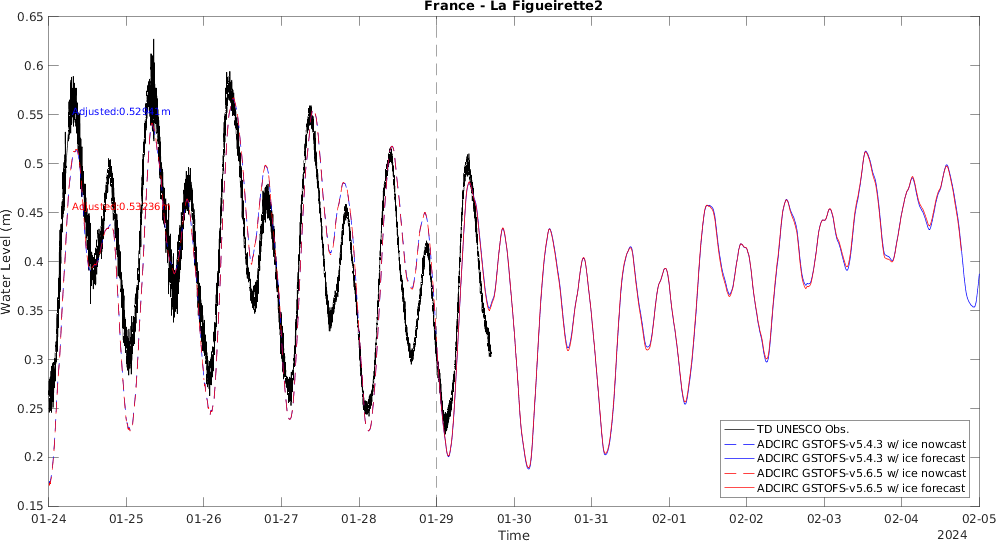 France - La Figueirette2
Water Level (m)
0.65
0.6
0.55
0.5
0.45
0.4
0.35
0.3
0.25
0.2
0.15
Adjusted:0.529
Adjusted:0.53236
TD UNESCO Obs.
ADCIRC GSTOFS-v5.4.3 w/ ice nowcast
ADCIRC GSTOFS-v5.4.3 w/ ice forecast
ADCIRC GSTOFS-v5.6.5 w/ ice nowcast
ADCIRC GSTOFS-v5.6.5 w/ ice forecast
01-24 01-25 01-26 01-27 01-28 01-29 01-30 01-31 02-01 02-02 02-03 02-04 02-05
Time
2024